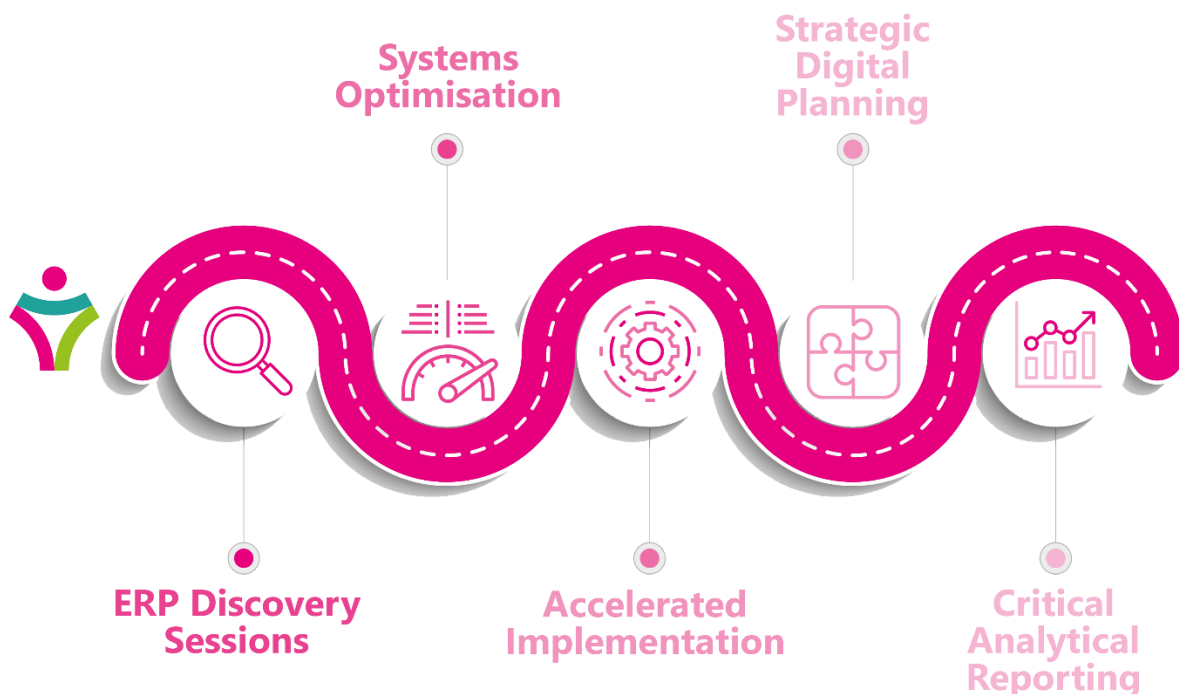 Systems
Optimisation
Strategic
Digital
Planning
ERP Discovery
Sessions
Accelerated
Implementation
Critical
Analytical
Reporting